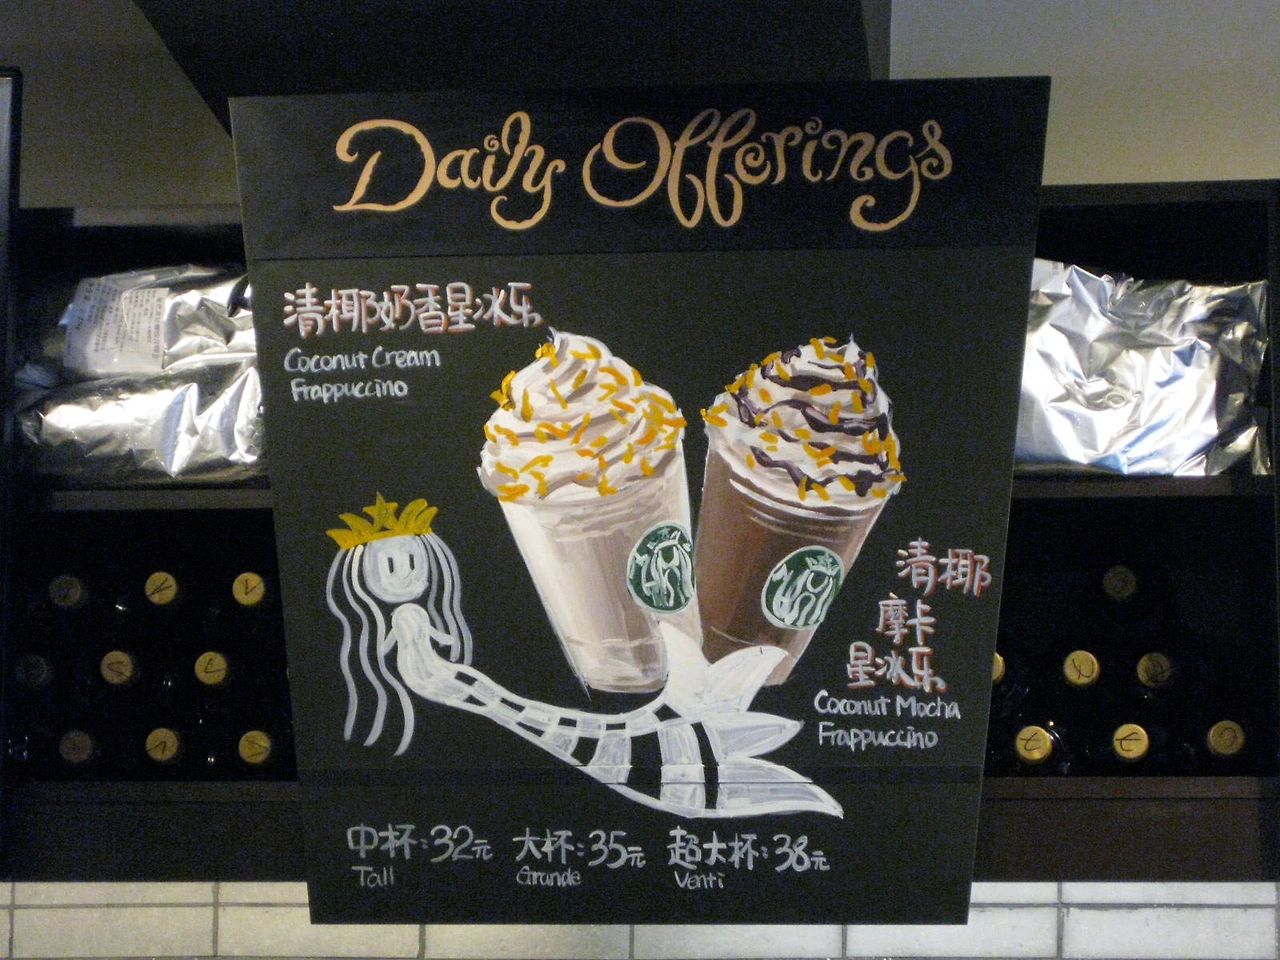 Daily Offerings
清椰奶香星冰乐
Coconut Cream
Frappuccino
清椰
摩卡
星冰乐
Coconut Mocha
Frappuccino
中杯:32元 大杯:35元 超大杯:38元
Tall Grande Venti